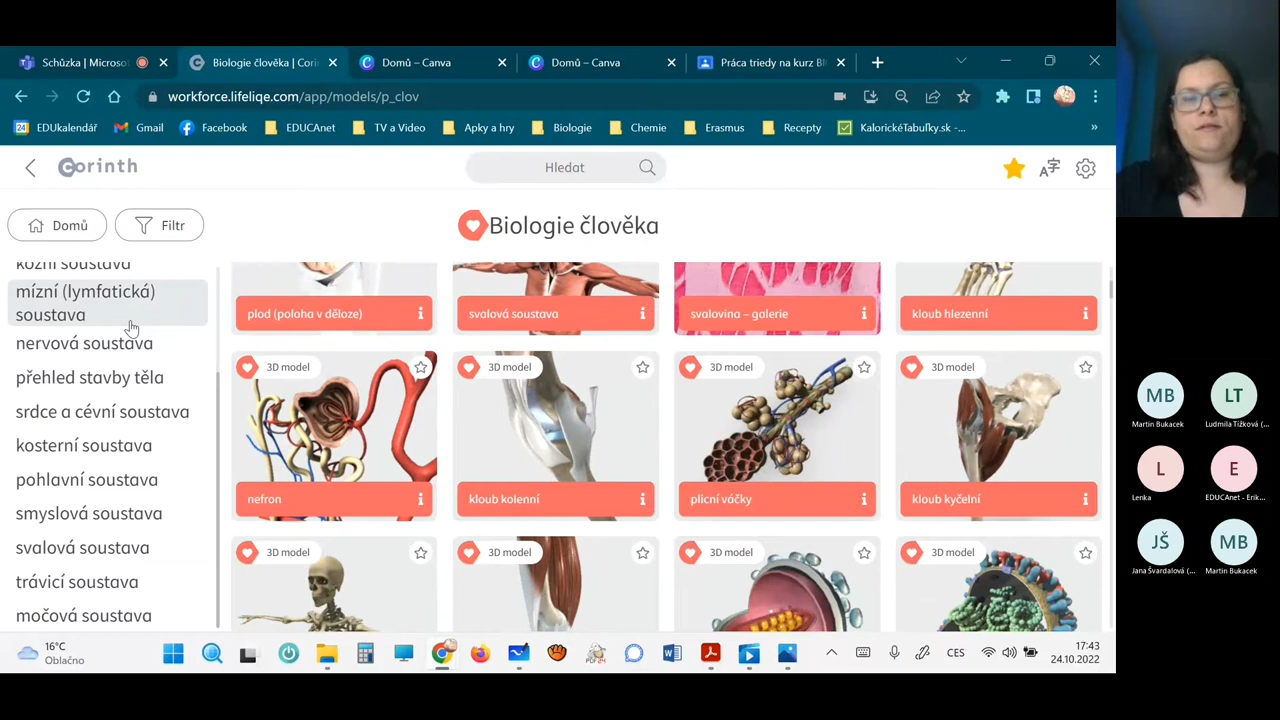 Schůzka | Microso
Biologie člověka | Cori
Domů – Canva
Domů – Canva
Práca triedy na kurz BI
workforce.lifeliqe.com/app/models/p_clov
24 EDUkalendář
Gmail
Facebook
EDUCAnet
TV a Video
Apky a hry
Biologie
Chemie
Erasmus
Recepty
KalorickéTabuľky.sk -...
»
Corinth
Hledat
Domů
Filtr
Biologie člověka
kožní soustava
mízní (lymfatická)
soustava
nervová soustava
přehled stavby těla
srdce a cévní soustava
kosterní soustava
pohlavní soustava
smyslová soustava
svalová soustava
trávicí soustava
močová soustava
plod (poloha v děloze)
svalová soustava
svalovina – galerie
kloub hlezenní
3D model
3D model
3D model
3D model
nefron
kloub kolenní
plicní váčky
kloub kyčelní
3D model
3D model
3D model
3D model
MB
Martin Bukacek
LT
Ludmila Tížková (...
L
Lenka
E
EDUCAnet - Erik...
JŠ
Jana Švardalová (...
MB
Martin Bukacek
16°C
Oblačno
CES
17:43
24.10.2022